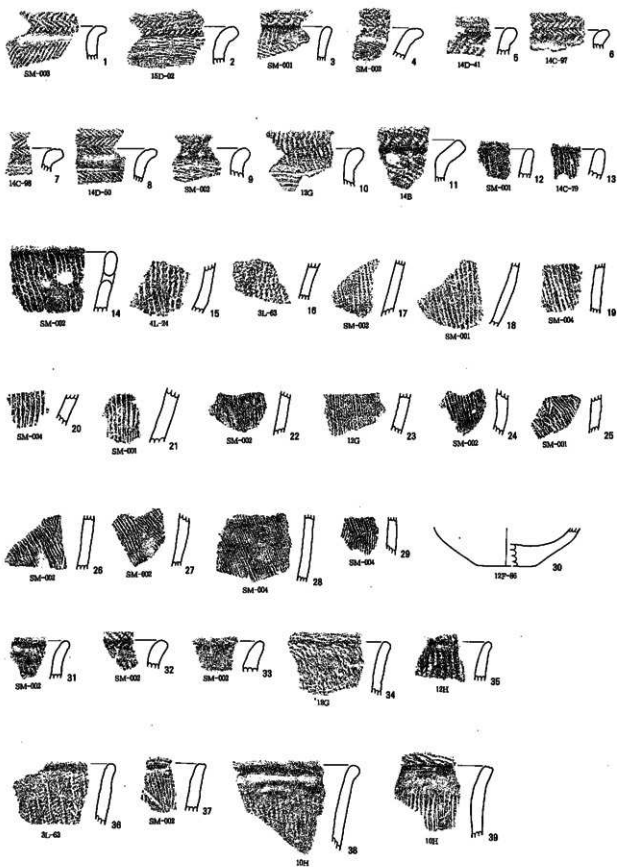 1 2 3 4 5 6
SM-003 15D-02 SM-001 SM-002 14D-41 14C-97
7 8 9 10 11 12 13
14C-98 14D-50 SM-002 12G 14B SM-001 14C-79
14 15 16 17 18 19
SM-002 4L-24 3L-63 SM-002 SM-001 SM-004
20 21 22 23 24 25
SM-004 SM-001 SM-002 12G SM-002 SM-001
26 27 28 29 30
SM-002 SM-002 SM-004 SM-004 12F-86
31 32 33 34 35
SM-002 SM-002 SM-002 12G 12H
36 37 38 39
3L-63 SM-002 10H 10H